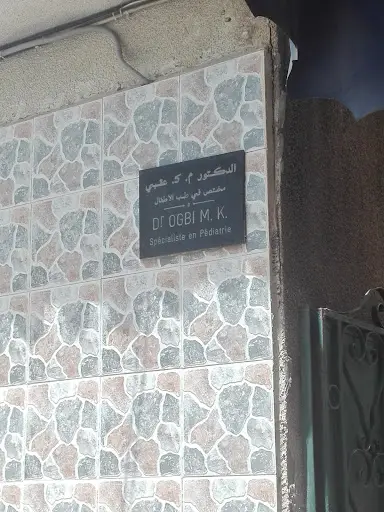 الدكتور م. ك. عقبي
مختص في طب الأطفال
Dr OGBI M. K.
Spécialiste en Pédiatrie